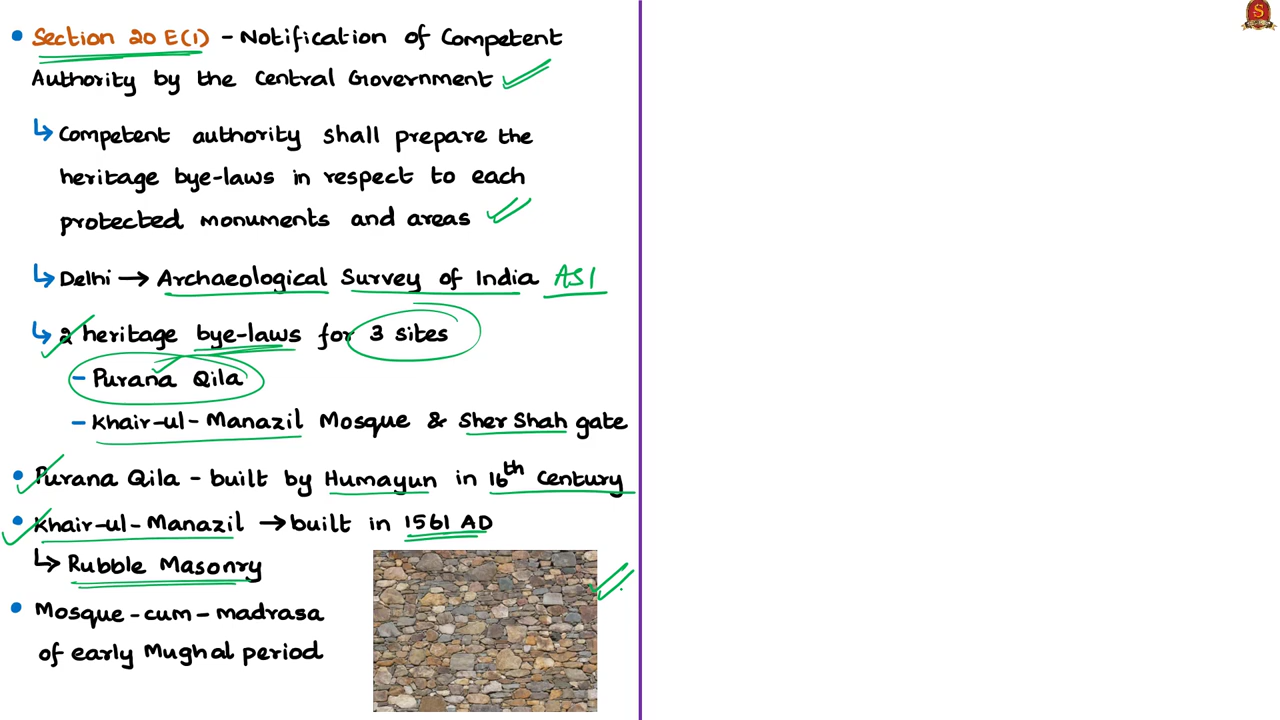 Section 20 E(1) - Notification of Competent
Authority by the Central Government
Competent authority shall prepare the
heritage bye-laws in respect to each
protected monuments and areas
Delhi → Archaeological Survey of India ASI
2 heritage bye-laws for 3 sites
- Purana Qila
- Khair-ul-Manazil Mosque & Sher Shah gate
Purana Qila - built by Humayun in 16th Century
Khair-ul-Manazil → built in 1561 AD
Rubble Masonry
Mosque-cum-madrasa
of early Mughal period
S